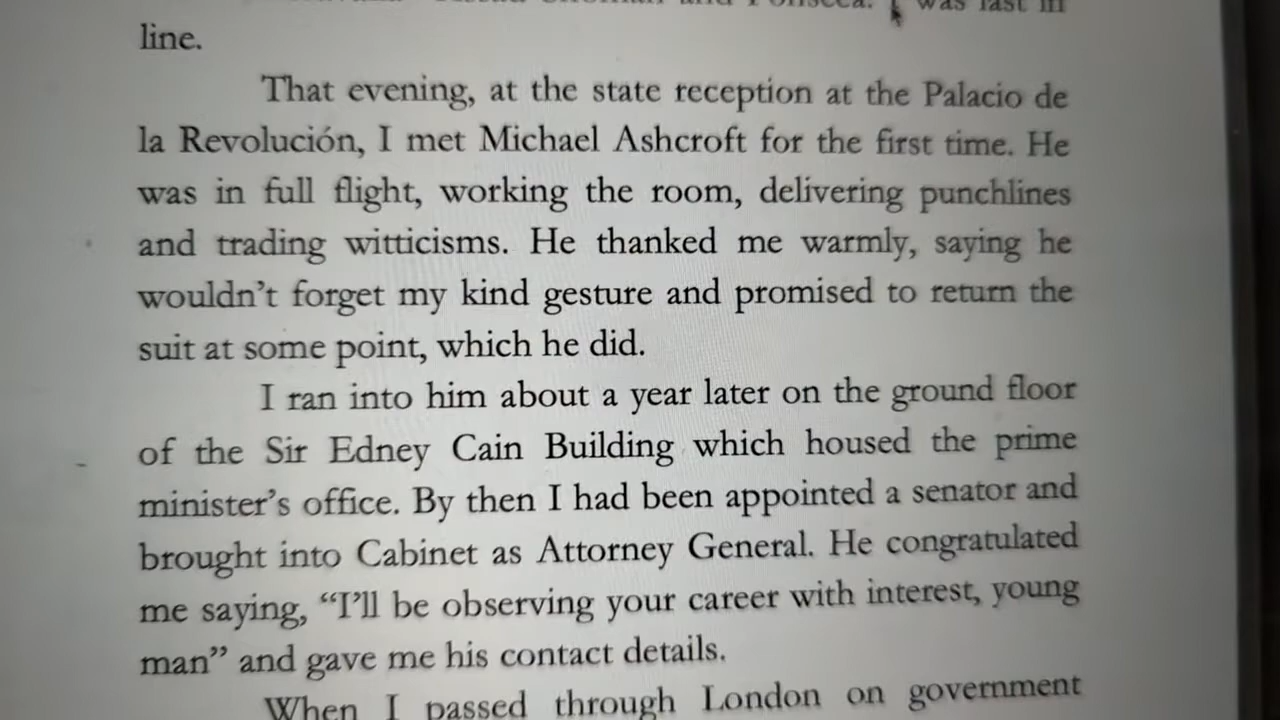 and Fonseca. I was last in
line.
That evening, at the state reception at the Palacio de
la Revolución, I met Michael Ashcroft for the first time. He
was in full flight, working the room, delivering punchlines
and trading witticisms. He thanked me warmly, saying he
wouldn’t forget my kind gesture and promised to return the
suit at some point, which he did.
I ran into him about a year later on the ground floor
of the Sir Edney Cain Building which housed the prime
minister’s office. By then I had been appointed a senator and
brought into Cabinet as Attorney General. He congratulated
me saying, “I’ll be observing your career with interest, young
man” and gave me his contact details.
When I passed through London on government